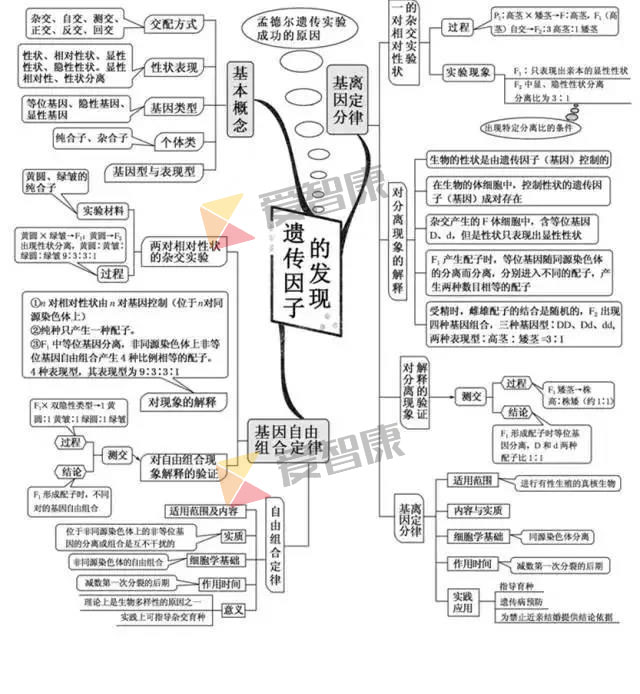 杂交、自交、测交、
正交、反交、回交
交配方式
性状、相对性状、显性
性状、隐性性状。显性
相对性、性状分离
性状表现
等位基因、隐性基因、
显性基因
基因类型
纯合子、杂合子
个体类
基因型与表现型
基本
概念
孟德尔遗传实验
成功的原因
基因分
离定律
一对相对性状
的杂交实验
过程
P:高茎×矮茎→F:高茎,F₁(高
茎)自交→F₂:3高茎:1矮茎
实验现象
F₁:只表现出亲本的显性性状
F₂中显、隐性性状分离
分离比为3:1
出现特定分离比的条件
对分离现象的解释
生物的性状是由遗传因子(基因)控制的
在生物的体细胞中,控制性状的遗传因
子(基因)成对存在
杂交产生的F体细胞中,含等位基因
D、d,但是性状只表现出显性性状
F₁产生配子时,等位基因随同源染色体
的分离而分离,分别进入不同的配子,产
生两种数目相等的配子
受精时,雌雄配子的结合是随机的,F₂出现
四种基因组合,三种基因型:DD、Dd、dd,
两种表现型:高茎:矮茎=3:1
对分离现象
解释的验证
测交
过程
F₁矮茎→株
高:株矮(约1:1)
结论
F₁形成配子时等位基
因分离,D和d两种
配子比1:1
基因分
离定律
适用范围
进行有性生殖的真核生物
内容与实质
细胞学基础
同源染色体分离
作用时间
减数第一次分裂的后期
实践
应用
指导育种
遗传病预防
为禁止近亲结婚提供结论依据
遗传因子
的发现
黄圆、绿皱的
纯合子
实验材料
黄圆×绿皱→F₁:黄圆→F₂
出现性状分离,黄圆:黄皱:
绿圆:绿皱9:3:3:1
过程
两对相对性状
的杂交实验
①n对相对性状由n对基因控制(位于n对同
源染色体上)
②纯种只产生一种配子。
③F₁中等位基因分离,非同源染色体上非等
位基因自由组合产生4种比例相等的配子。
4种表现型,其表现型为9:3:3:1
对现象的解释
基因自由
组合定律
F₁×双隐性类型→1黄
圆:1黄皱:1绿圆:1绿皱
过程
结论
F₁形成配子时,不同
对的基因自由组合
测交
对自由组合现
象解释的验证
自由组合定律
适用范围及内容
实质
位于非同源染色体上的非等位基
因的分离或组合是互不干扰的
细胞学基础
非同源染色体的自由组合
作用时间
减数第一次分裂的后期
意义
理论上是生物多样性的原因之一
实践上可指导杂交育种
爱智康
爱智康